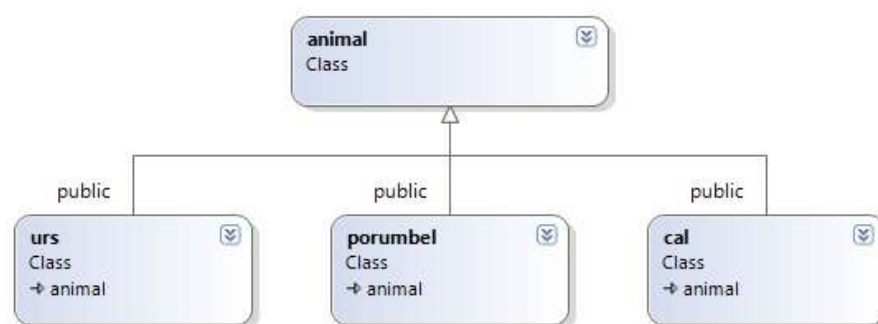 animal
Class
public
public
public
urs
Class
animal
porumbel
Class
animal
cal
Class
animal